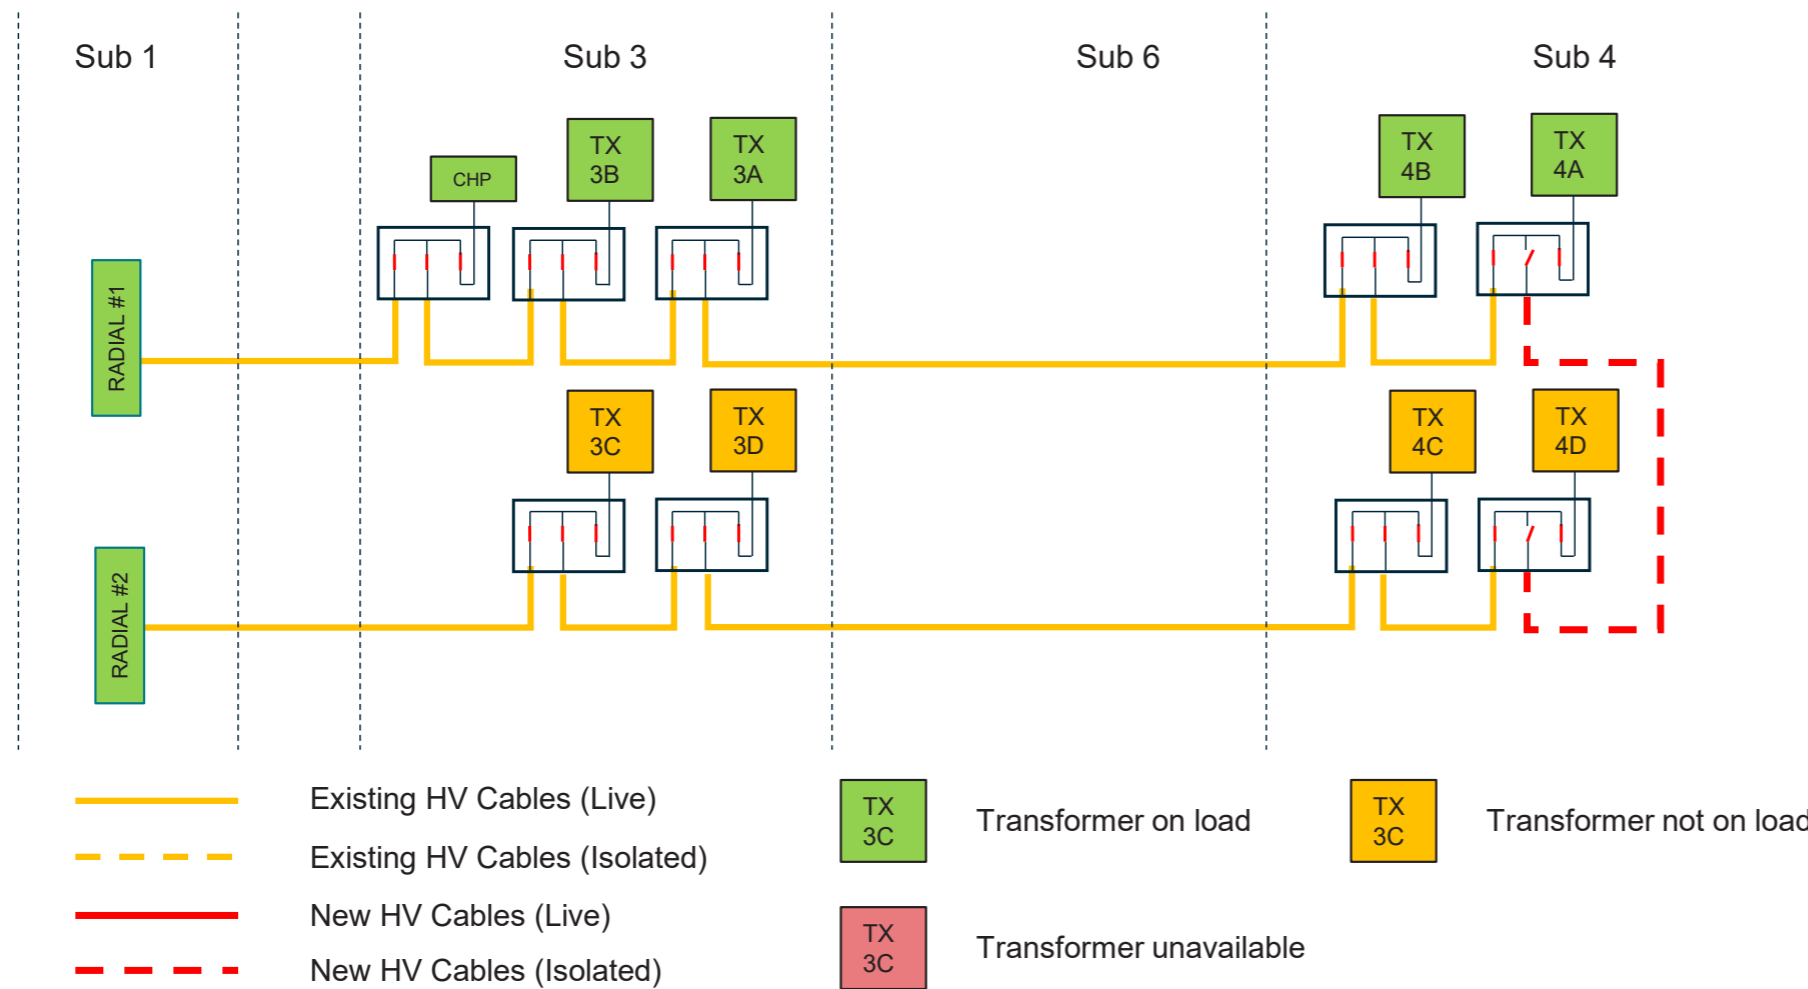 Sub 1
Sub 3
Sub 6
Sub 4
CHP
TX
3B
TX
3A
TX
4B
TX
4A
RADIAL #1
TX
3C
TX
3D
TX
4C
TX
4D
RADIAL #2
Existing HV Cables (Live)
Existing HV Cables (Isolated)
New HV Cables (Live)
New HV Cables (Isolated)
TX
3C
Transformer on load
TX
3C
Transformer not on load
TX
3C
Transformer unavailable